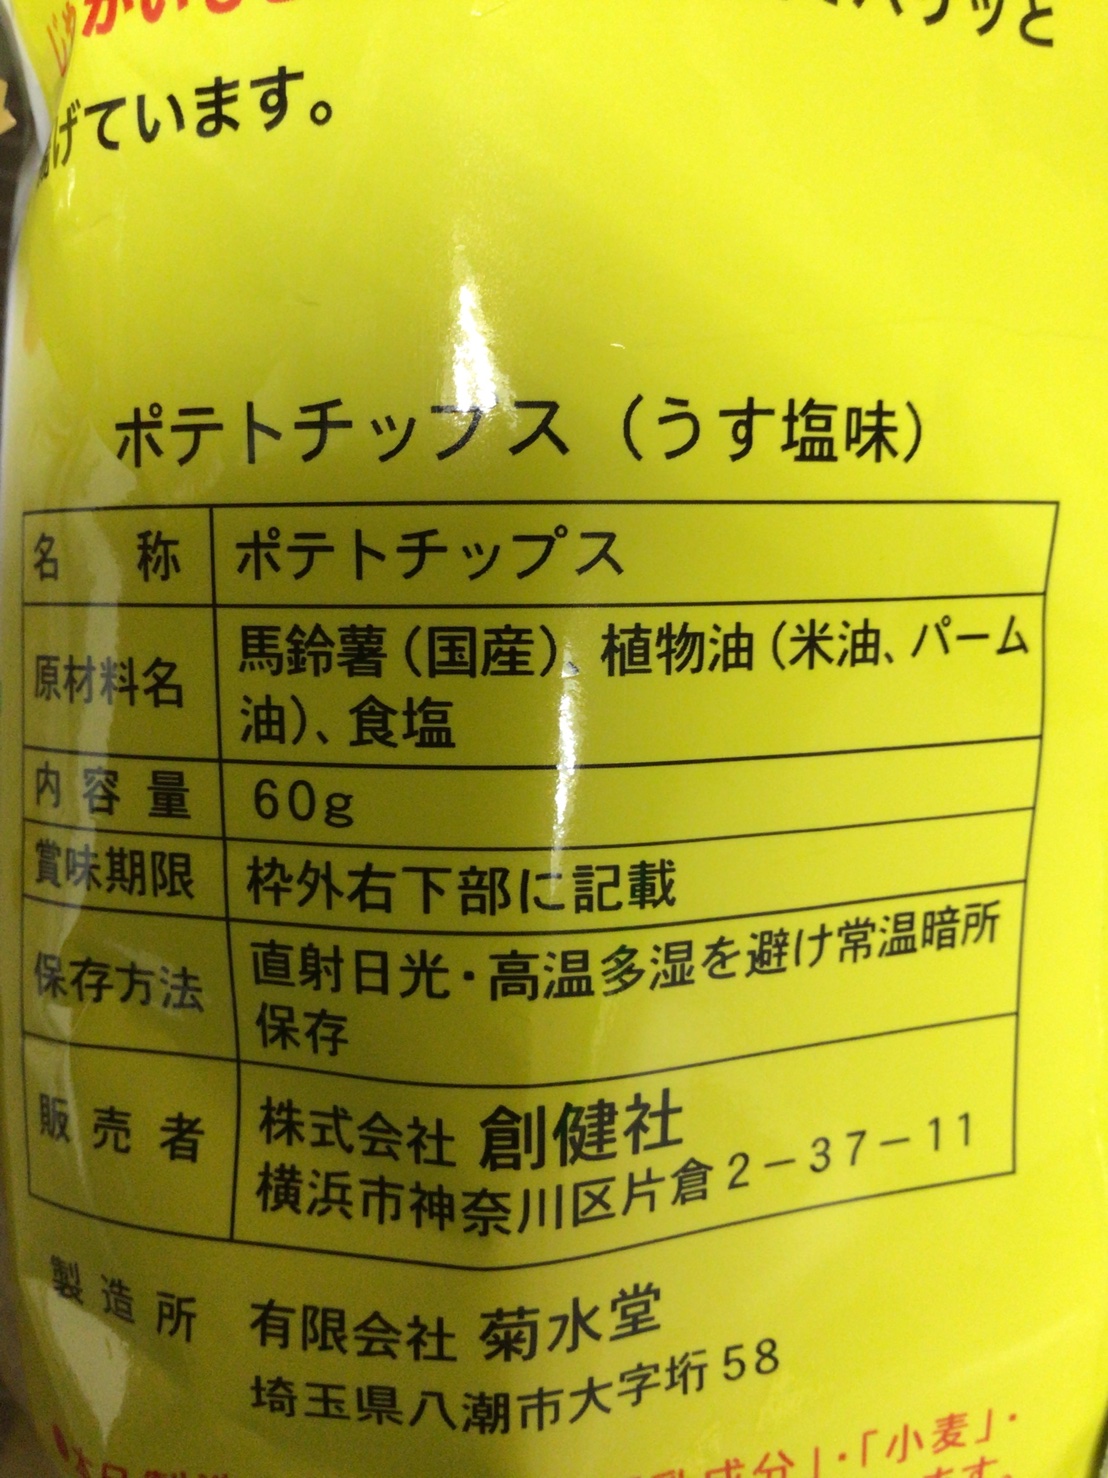 パリッと
げています。
ポテトチップス（うす塩味）
名　称　ポテトチップス
原材料名　馬鈴薯（国産）、植物油（米油、パーム
油）、食塩
内容量　60g
賞味期限　枠外右下部に記載
保存方法　直射日光・高温多湿を避け常温暗所
保存
販売者　株式会社 創健社
横浜市神奈川区片倉2－37－11
製造所　有限会社 菊水堂
埼玉県八潮市大字垳58
成分」・「小麦」・